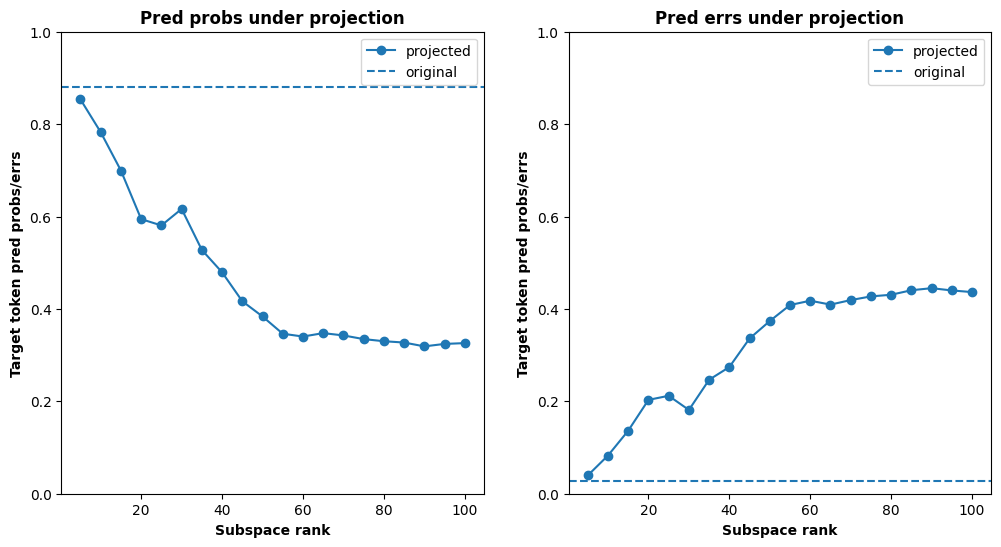 Pred probs under projection
Target token pred probs/errs
1.0
0.8
0.6
0.4
0.2
0.0
projected
original
20
40
60
80
100
Subspace rank
Pred errs under projection
Target token pred probs/errs
1.0
0.8
0.6
0.4
0.2
0.0
projected
original
20
40
60
80
100
Subspace rank